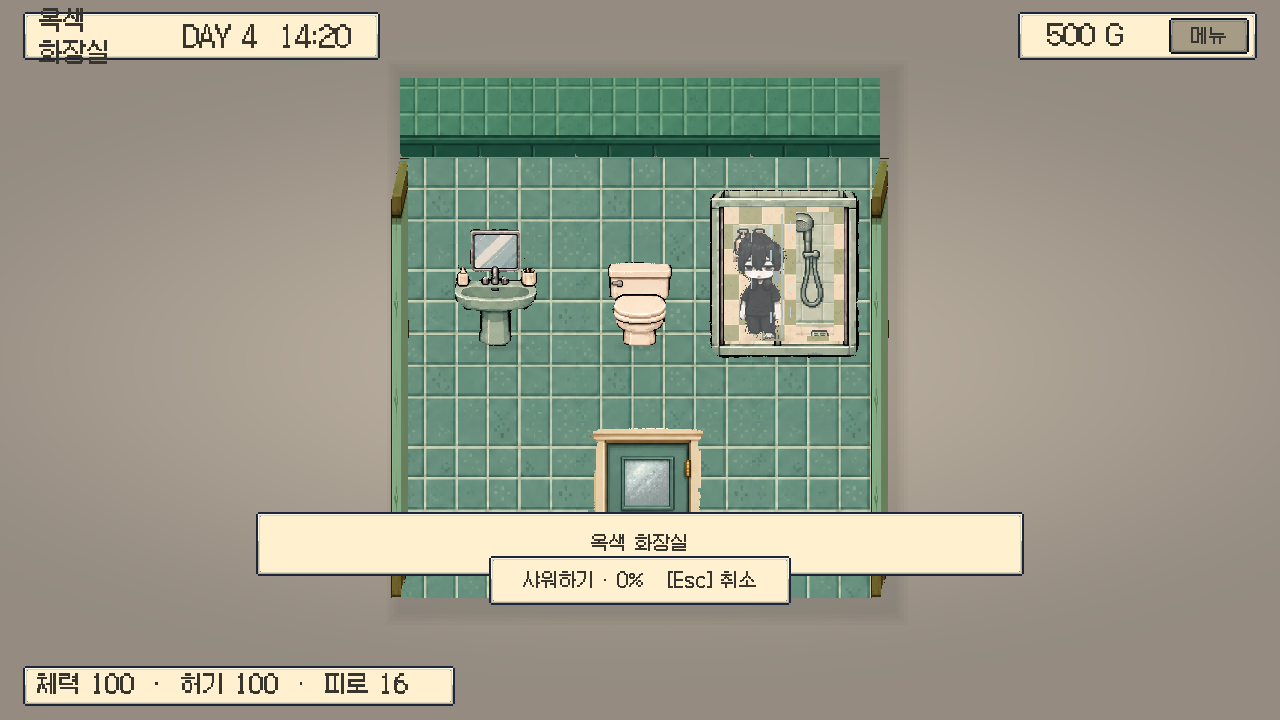 옥색
화장실
DAY 4 14:20
500 G
메뉴
옥색 화장실
샤워하기 · 0% [Esc] 취소
체력 100 · 허기 100 · 피로 16